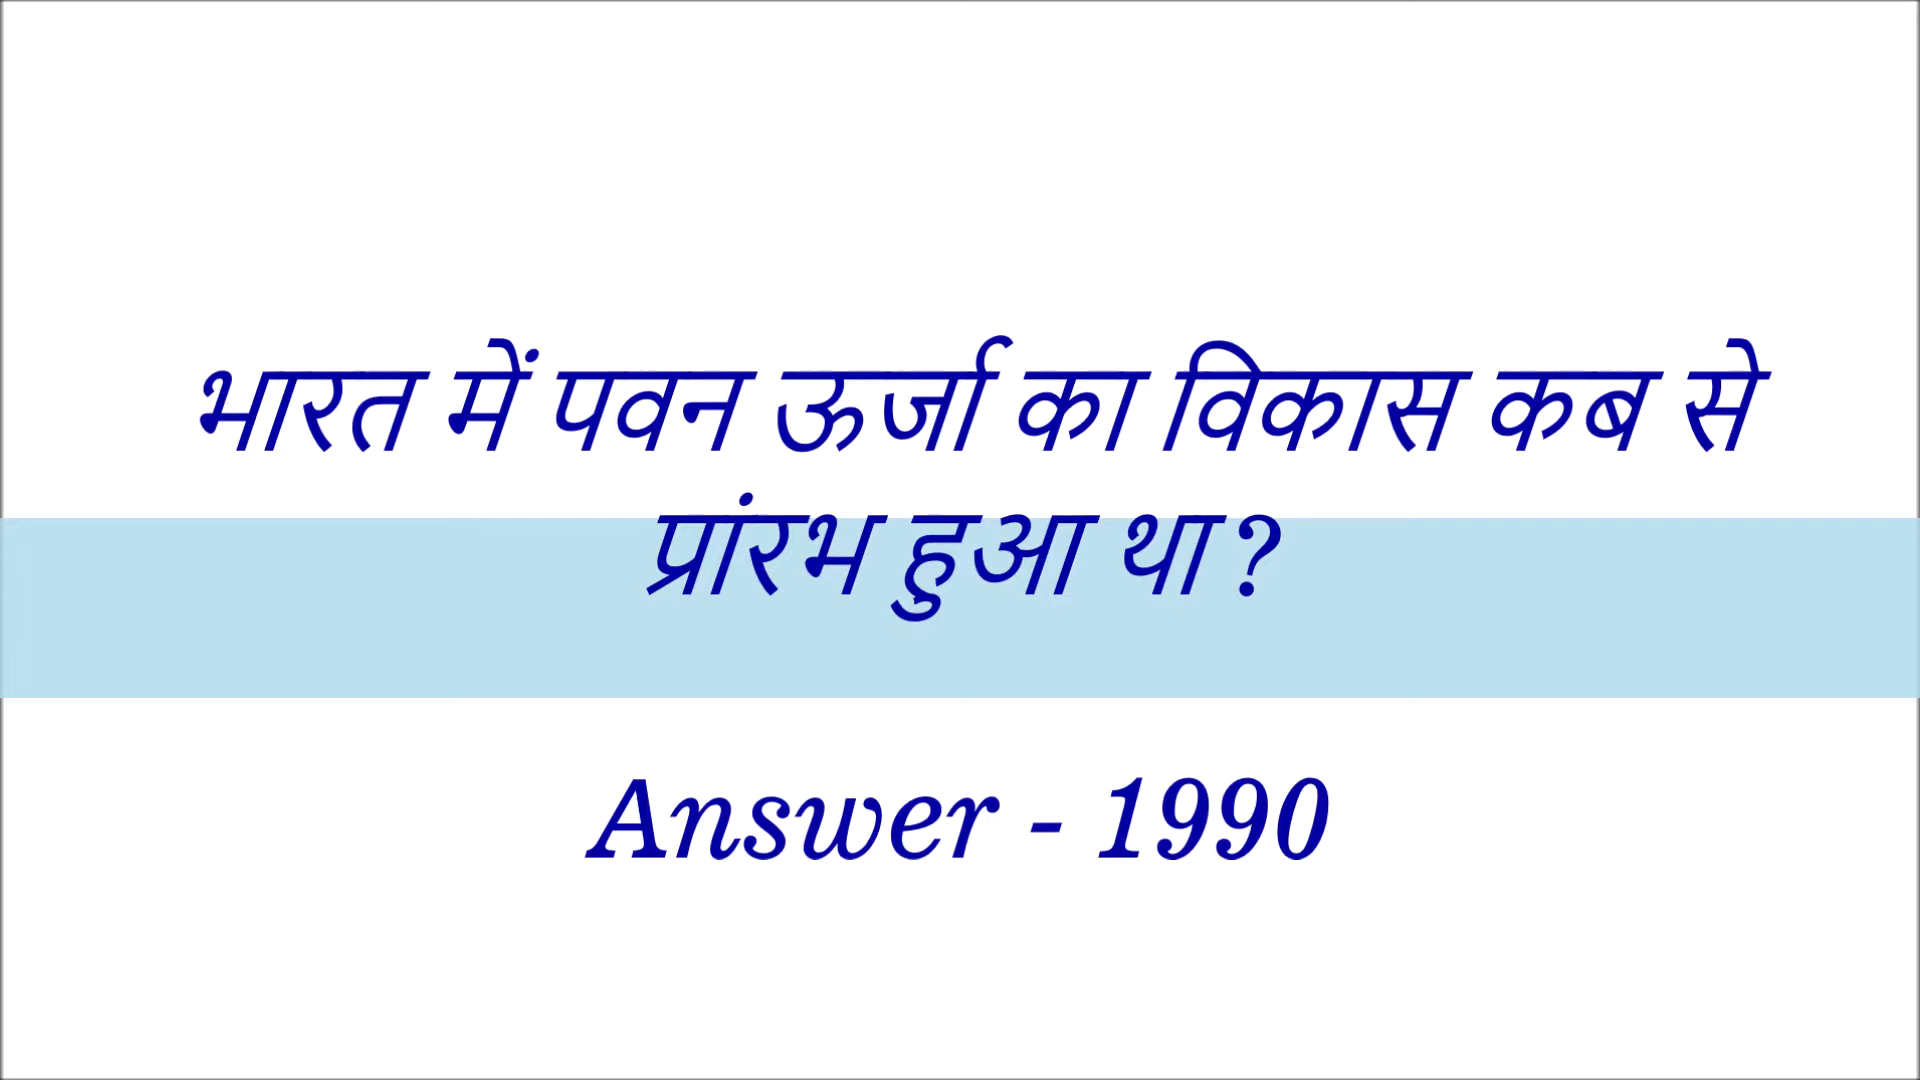 भारत में पवन ऊर्जा का विकास कब से
प्रांरभ हुआ था?
Answer - 1990